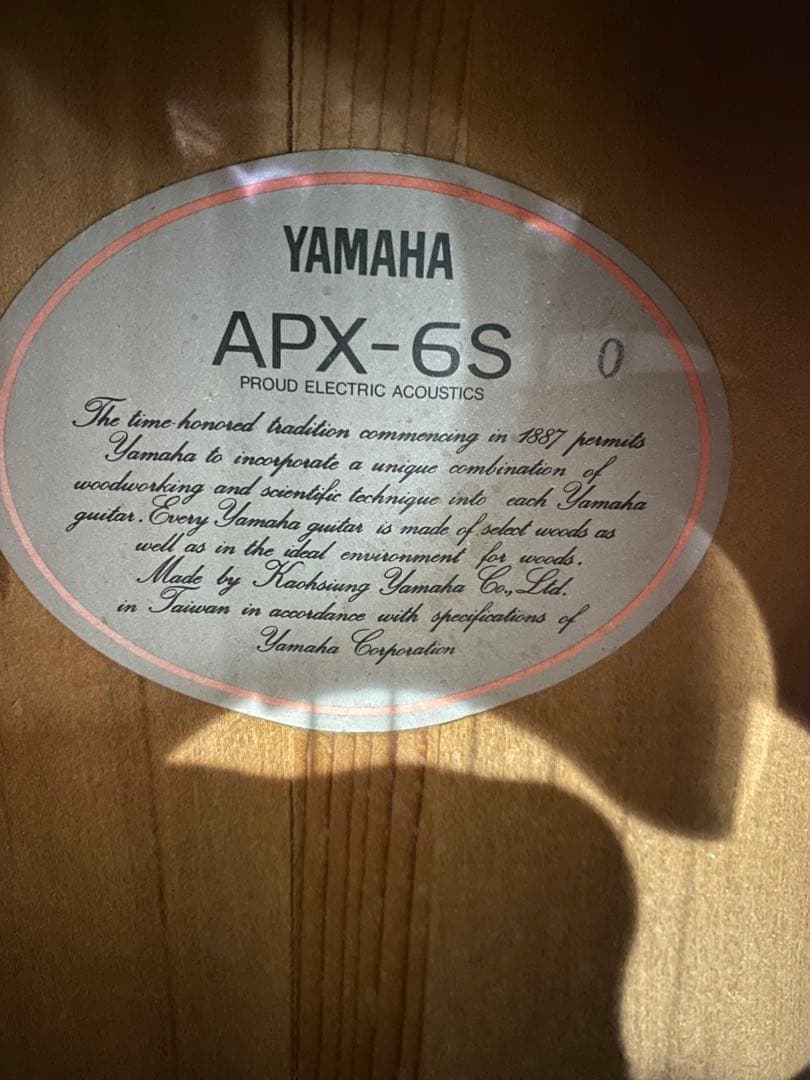 YAMAHA
APX-6S 0
PROUD ELECTRIC ACOUSTICS
The time-honored tradition commencing in 1887 permits
Yamaha to incorporate a unique combination of
woodworking and scientific technique into each Yamaha
guitar. Every Yamaha guitar is made of select woods as
well as in the ideal environment for woods.
Made by Kaohsiung Yamaha Co., Ltd.
in Taiwan in accordance with specifications of
Yamaha Corporation